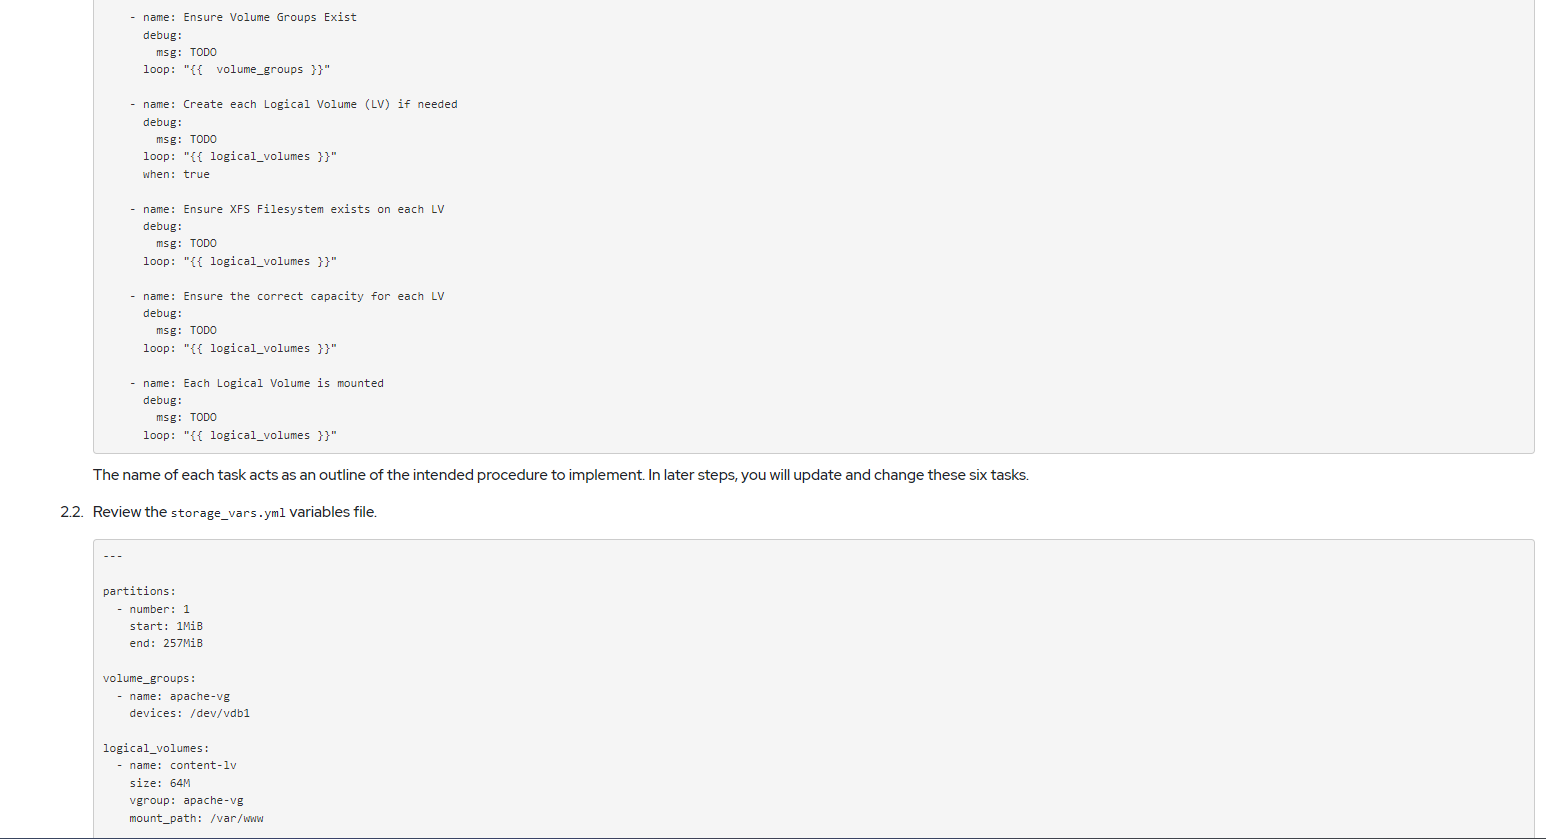 - name: Ensure Volume Groups Exist
debug:
msg: TODO
loop: "{{  volume_groups }}"
- name: Create each Logical Volume (LV) if needed
debug:
msg: TODO
loop: "{{ logical_volumes }}"
when: true
- name: Ensure XFS Filesystem exists on each LV
debug:
msg: TODO
loop: "{{ logical_volumes }}"
- name: Ensure the correct capacity for each LV
debug:
msg: TODO
loop: "{{ logical_volumes }}"
- name: Each Logical Volume is mounted
debug:
msg: TODO
loop: "{{ logical_volumes }}"
The name of each task acts as an outline of the intended procedure to implement. In later steps, you will update and change these six tasks.
2.2. Review the storage_vars.yml variables file.
---
partitions:
- number: 1
start: 1MiB
end: 257MiB
volume_groups:
- name: apache-vg
devices: /dev/vdb1
logical_volumes:
- name: content-lv
size: 64M
vgroup: apache-vg
mount_path: /var/www